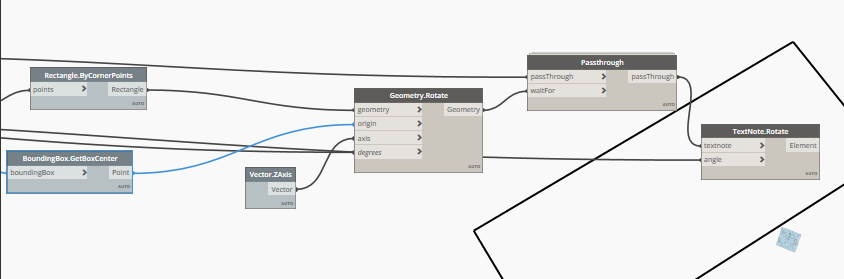 Rectangle.ByCornerPoints
points > Rectangle
AUTO
BoundingBox.GetBoxCenter
boundingBox > Point
AUTO
Vector.ZAxis
Vector
AUTO
Geometry.Rotate
geometry > Geometry
origin >
axis >
degrees >
AUTO
Passthrough
passThrough > passThrough
waitFor >
AUTO
TextNote.Rotate
textnote > Element
angle >
AUTO